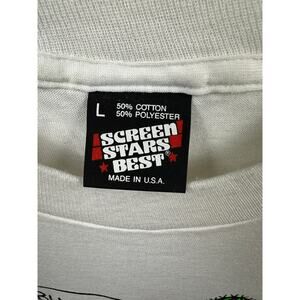 L 50% COTTON
50% POLYESTER
SCREEN
STARS
BEST®
MADE IN U.S.A.